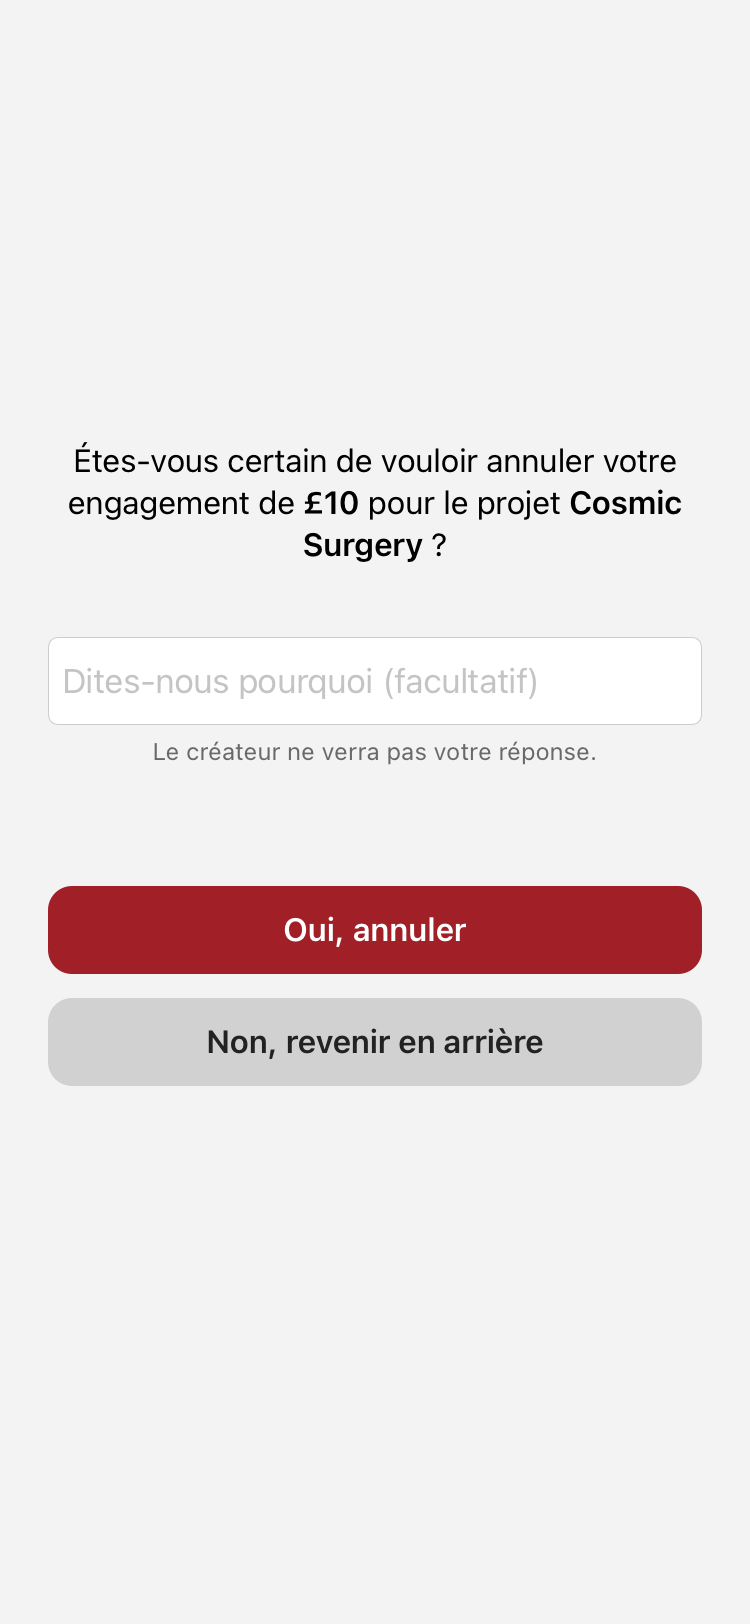 Êtes-vous certain de vouloir annuler votre
engagement de £10 pour le projet Cosmic
Surgery ?
Dites-nous pourquoi (facultatif)
Le créateur ne verra pas votre réponse.
Oui, annuler
Non, revenir en arrière